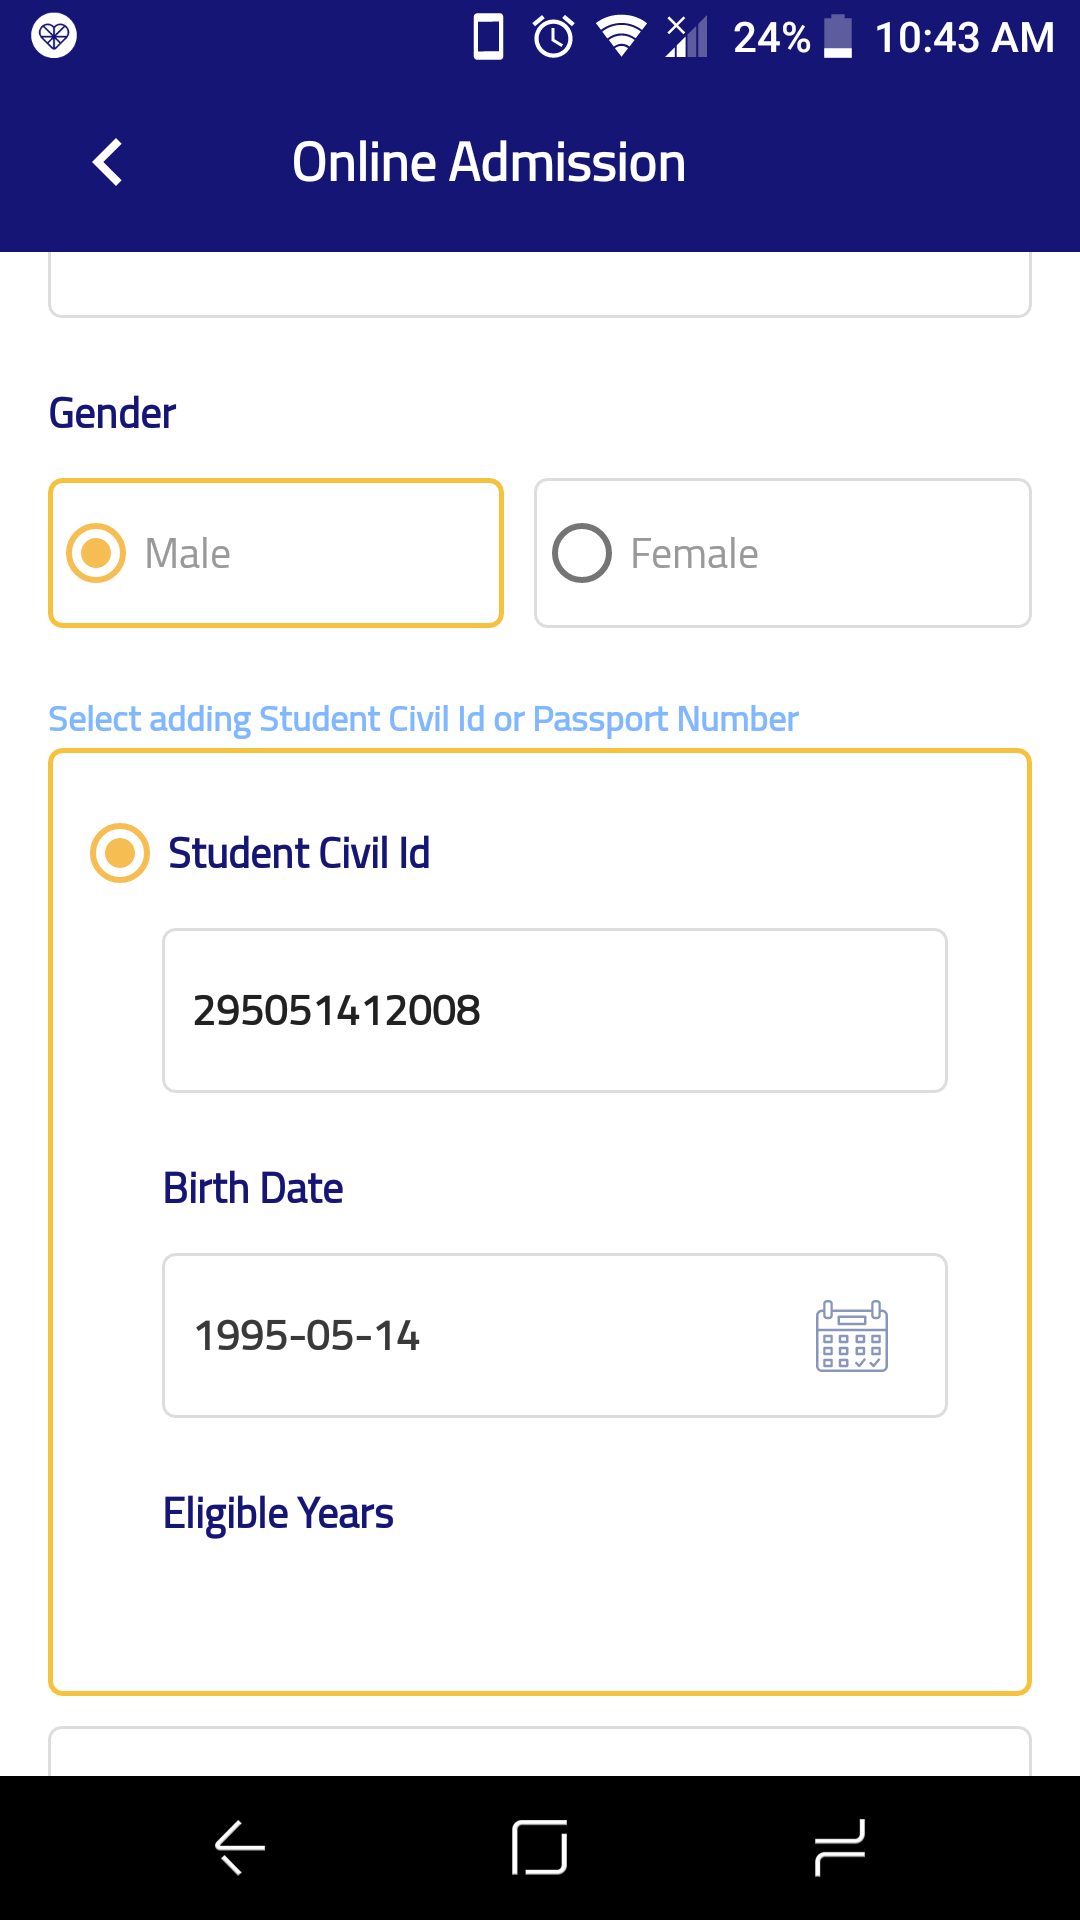 24% 10:43 AM
Online Admission
Gender
Male Female
Select adding Student Civil Id or Passport Number
Student Civil Id
295051412008
Birth Date
1995-05-14
Eligible Years